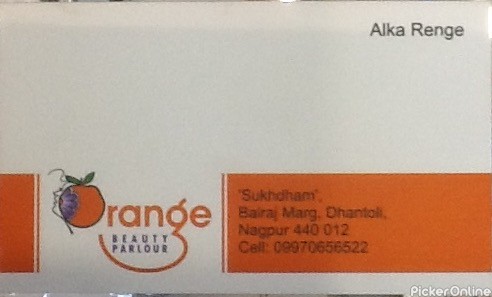 Alka Renge
Orange
BEAUTY
PARLOUR
'Sukhdham',
Balraj Marg, Dhantoli,
Nagpur 440 012
Cell: 09970656522
PickerOnline